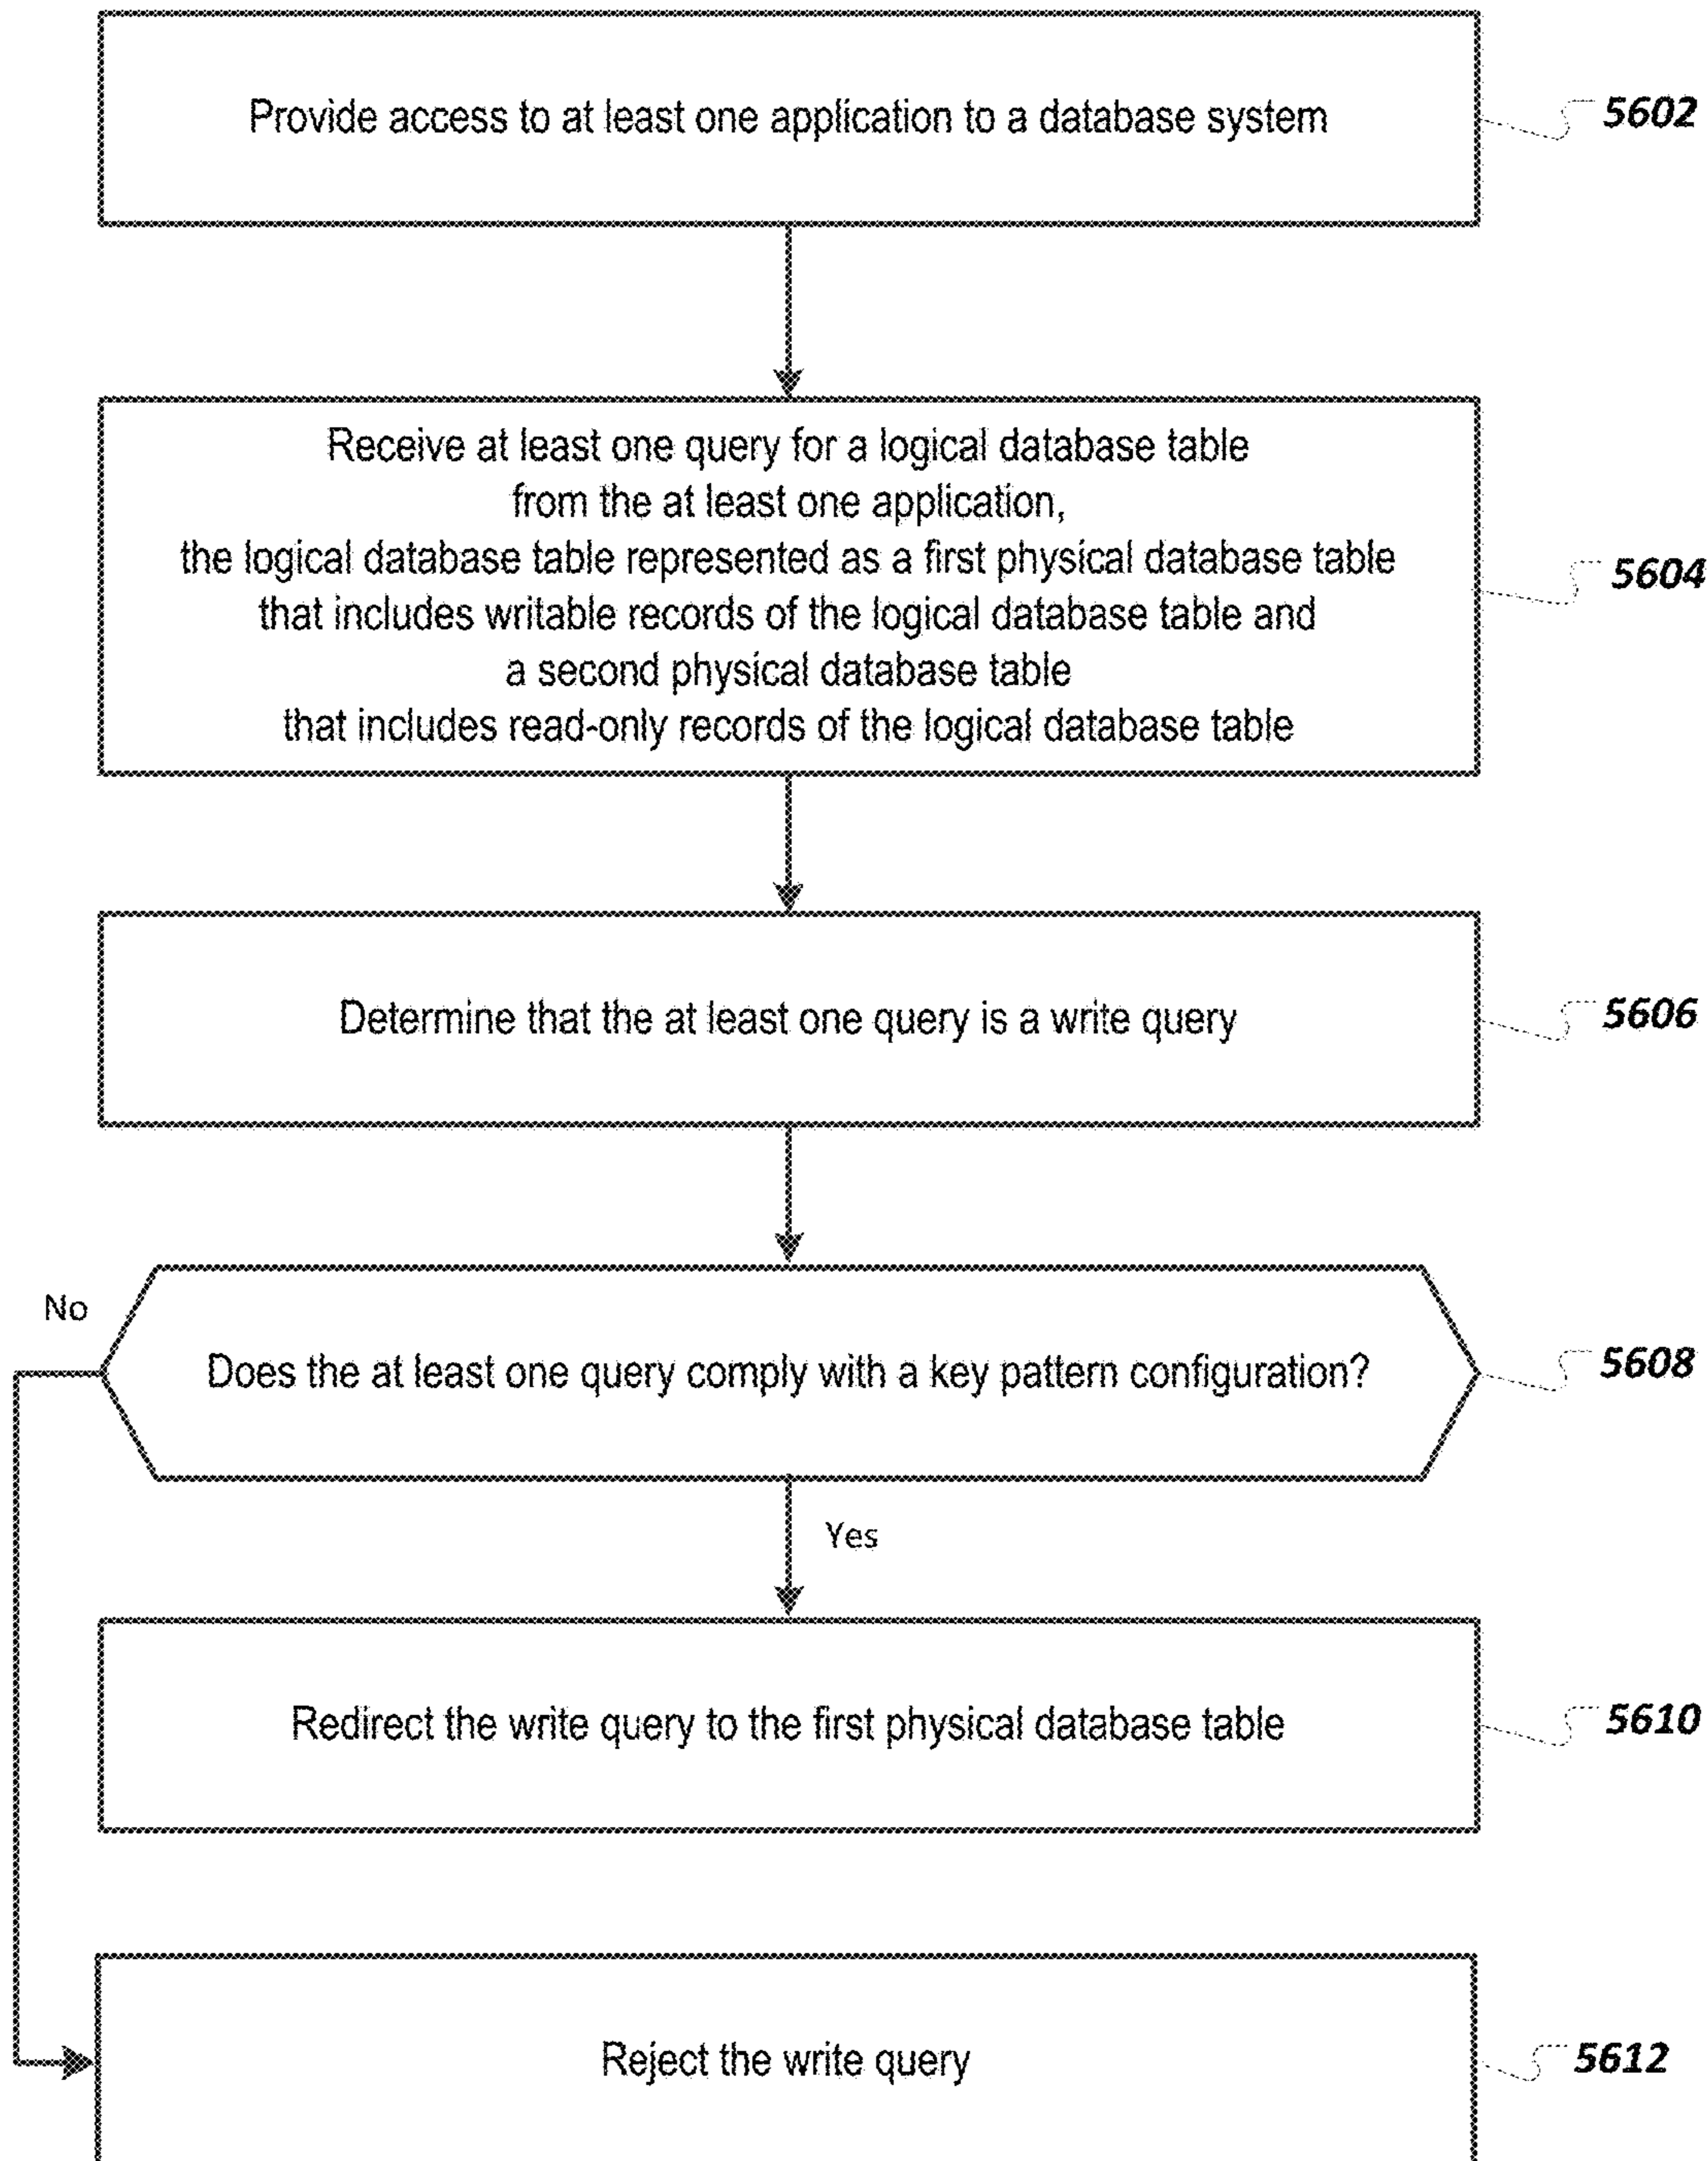 Provide access to at least one application to a database system
5602
Receive at least one query for a logical database table
from the at least one application,
the logical database table represented as a first physical database table
that includes writable records of the logical database table and
a second physical database table
that includes read-only records of the logical database table
5604
Determine that the at least one query is a write query
5606
No
Does the at least one query comply with a key pattern configuration?
5608
Yes
Redirect the write query to the first physical database table
5610
Reject the write query
5612